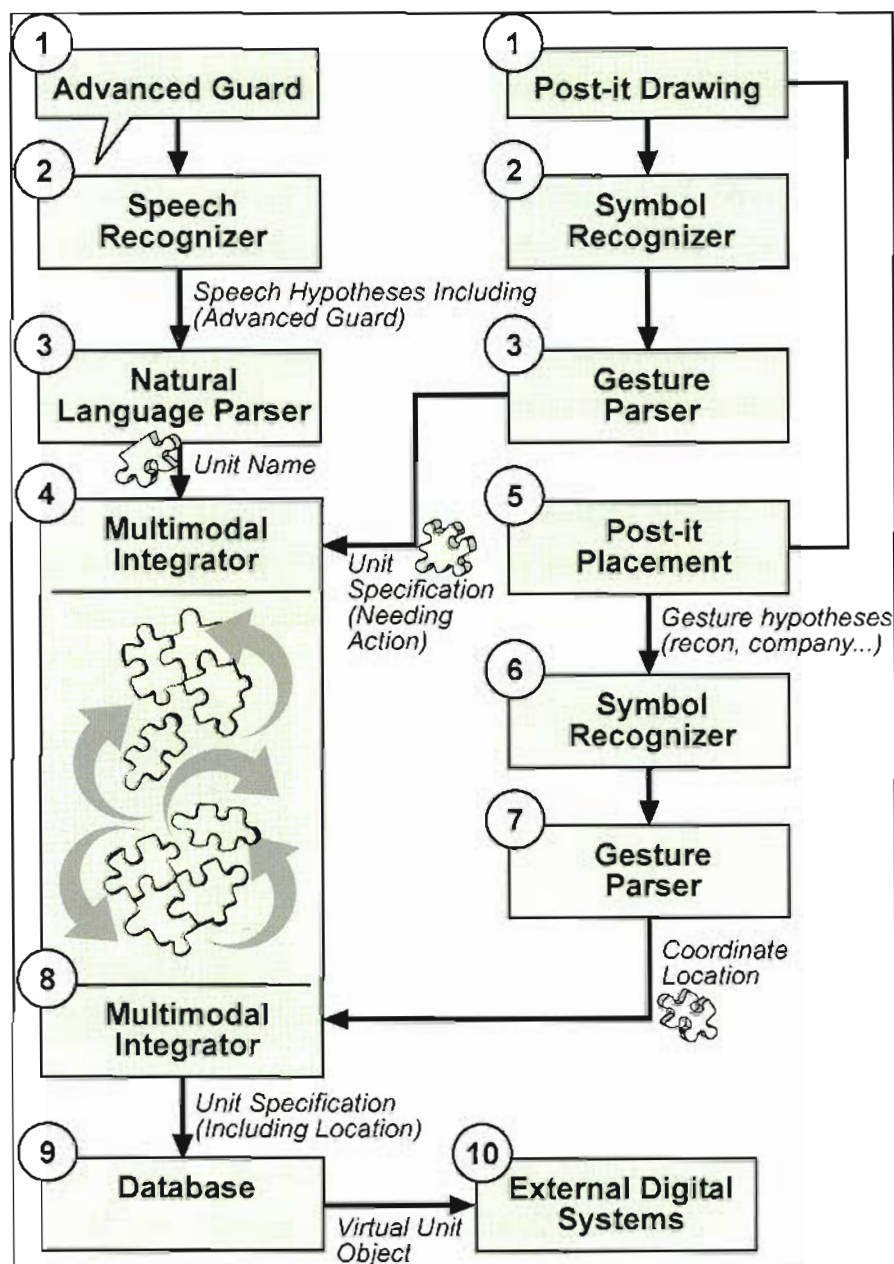 1
Advanced Guard
2
Speech
Recognizer
Speech Hypotheses Including
(Advanced Guard)
3
Natural
Language Parser
Unit Name
4
Multimodal
Integrator
1
Post-it Drawing
2
Symbol
Recognizer
3
Gesture
Parser
Unit
Specification
(Needing
Action)
5
Post-it
Placement
Gesture hypotheses
(recon, company...)
6
Symbol
Recognizer
7
Gesture
Parser
Coordinate
Location
8
Multimodal
Integrator
Unit Specification
(Including Location)
9
Database
Virtual Unit
Object
10
External Digital
Systems